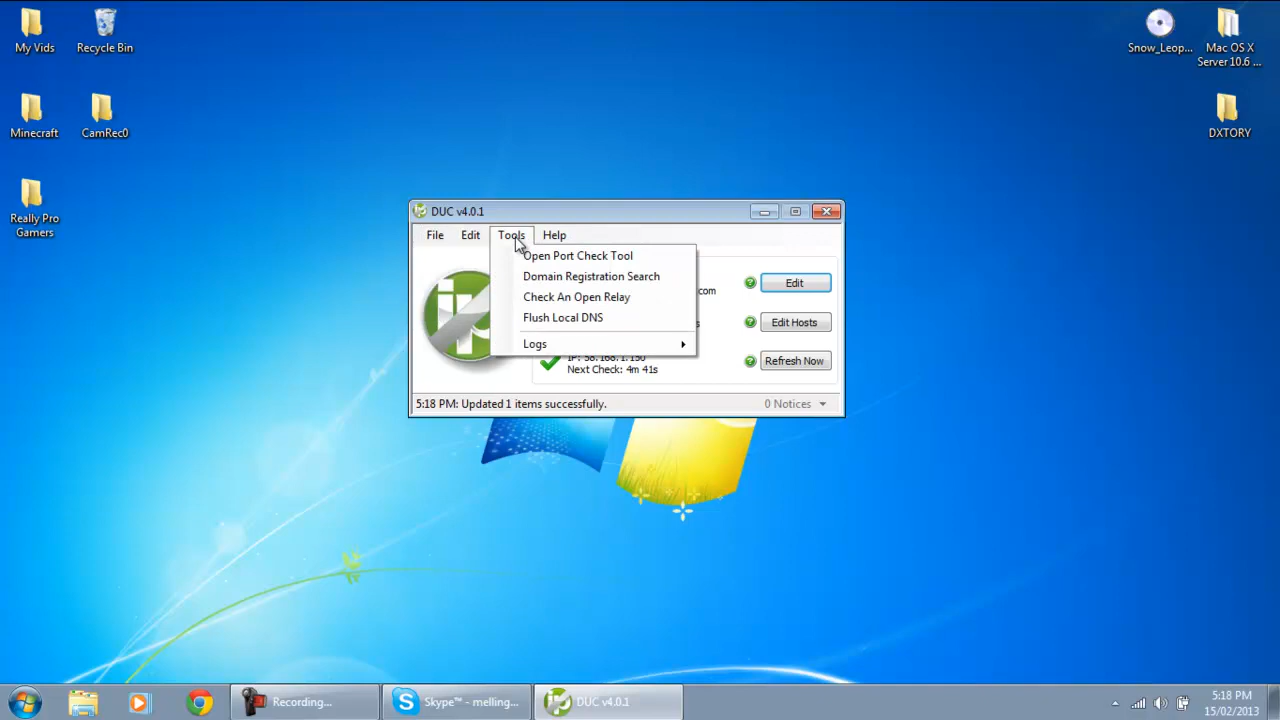 My Vids
Recycle Bin
Snow_Leop...
Mac OS X
Server 10.6 ...
Minecraft
CamRec0
DXTORY
Really Pro
Gamers
DUC v4.0.1
File Edit Tools Help
Open Port Check Tool
Domain Registration Search
Check An Open Relay
Flush Local DNS
Logs
com
Edit
s
Edit Hosts
IP: 58.168.1.150
Next Check: 4m 41s
Refresh Now
5:18 PM: Updated 1 items successfully.
0 Notices
Recording...
Skype™ - melling...
DUC v4.0.1
5:18 PM
15/02/2013